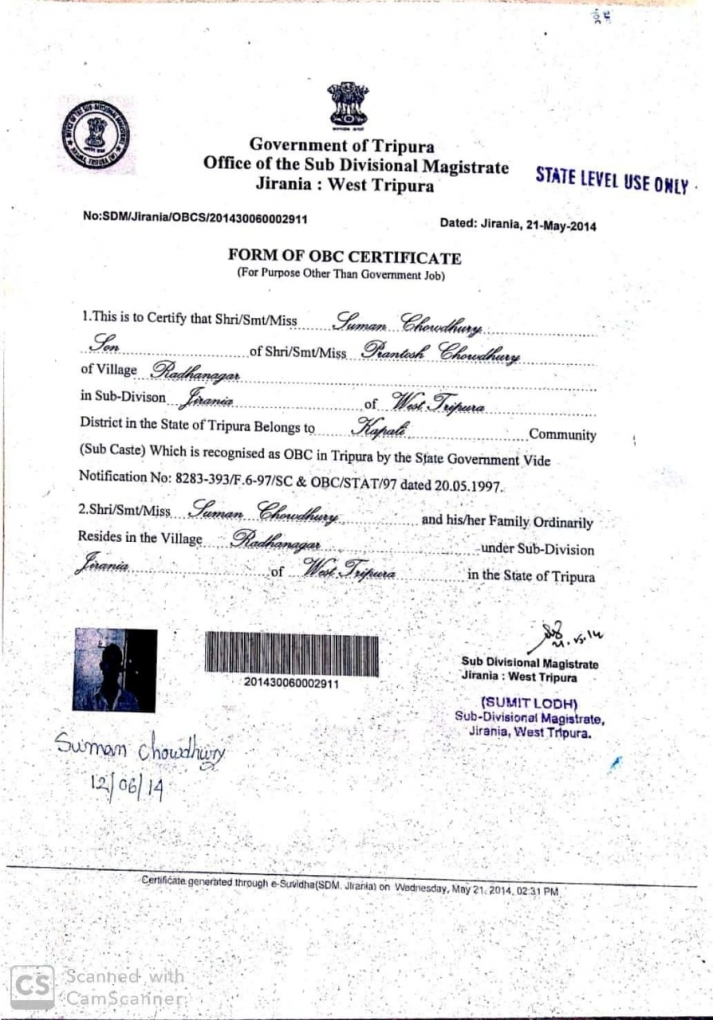 Government of Tripura
Office of the Sub Divisional Magistrate
Jirania : West Tripura
STATE LEVEL USE ONLY
No:SDM/Jirania/OBCS/201430060002911
Dated: Jirania, 21-May-2014
FORM OF OBC CERTIFICATE
(For Purpose Other Than Government Job)
1.This is to Certify that Shri/Smt/Miss Suman Chowdhury
Son of Shri/Smt/Miss Prantosh Chowdhury
of Village Radhanagar
in Sub-Divison Jirania of West Tripura
District in the State of Tripura Belongs to Kapali Community
(Sub Caste) Which is recognised as OBC in Tripura by the State Government Vide
Notification No: 8283-393/F.6-97/SC & OBC/STAT/97 dated 20.05.1997.
2.Shri/Smt/Miss Suman Chowdhury and his/her Family Ordinarily
Resides in the Village Radhanagar under Sub-Division
Jirania of West Tripura in the State of Tripura
201430060002911
Sub Divisional Magistrate
Jirania : West Tripura
(SUMIT LODH)
Sub-Divisional Magistrate,
Jirania, West Tripura.
Suman Chowdhury
12/06/14
Certificate generated through e-Suvidha(SDM, Jirania) on Wednesday, May 21, 2014, 02:31 PM
CS Scanned with
CamScanner